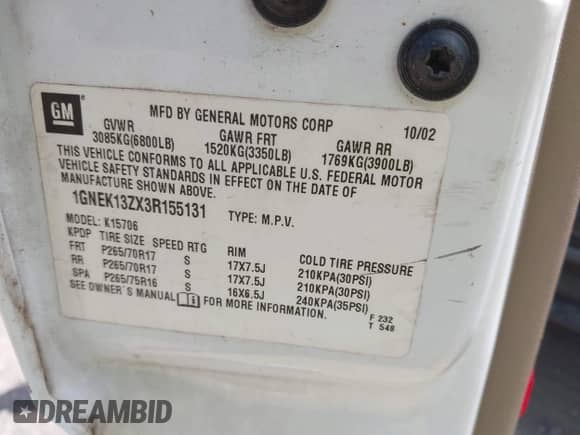 GM ®
MFD BY GENERAL MOTORS CORP 10/02
GVWR GAWR FRT GAWR RR
3085KG(6800LB) 1520KG(3350LB) 1769KG(3900LB)
THIS VEHICLE CONFORMS TO ALL APPLICABLE U.S. FEDERAL MOTOR
VEHICLE SAFETY STANDARDS IN EFFECT ON THE DATE OF
MANUFACTURE SHOWN ABOVE.
1GNEK13ZX3R155131 TYPE: M.P.V.
MODEL: K15706
KPDP TIRE SIZE SPEED RTG RIM COLD TIRE PRESSURE
FRT P265/70R17 S 17X7.5J 210KPA(30PSI)
RR P265/70R17 S 17X7.5J 210KPA(30PSI)
SPA P265/75R16 S 16X6.5J 240KPA(35PSI)
SEE OWNER'S MANUAL i FOR MORE INFORMATION.
F 232
T 548
DREAMBID